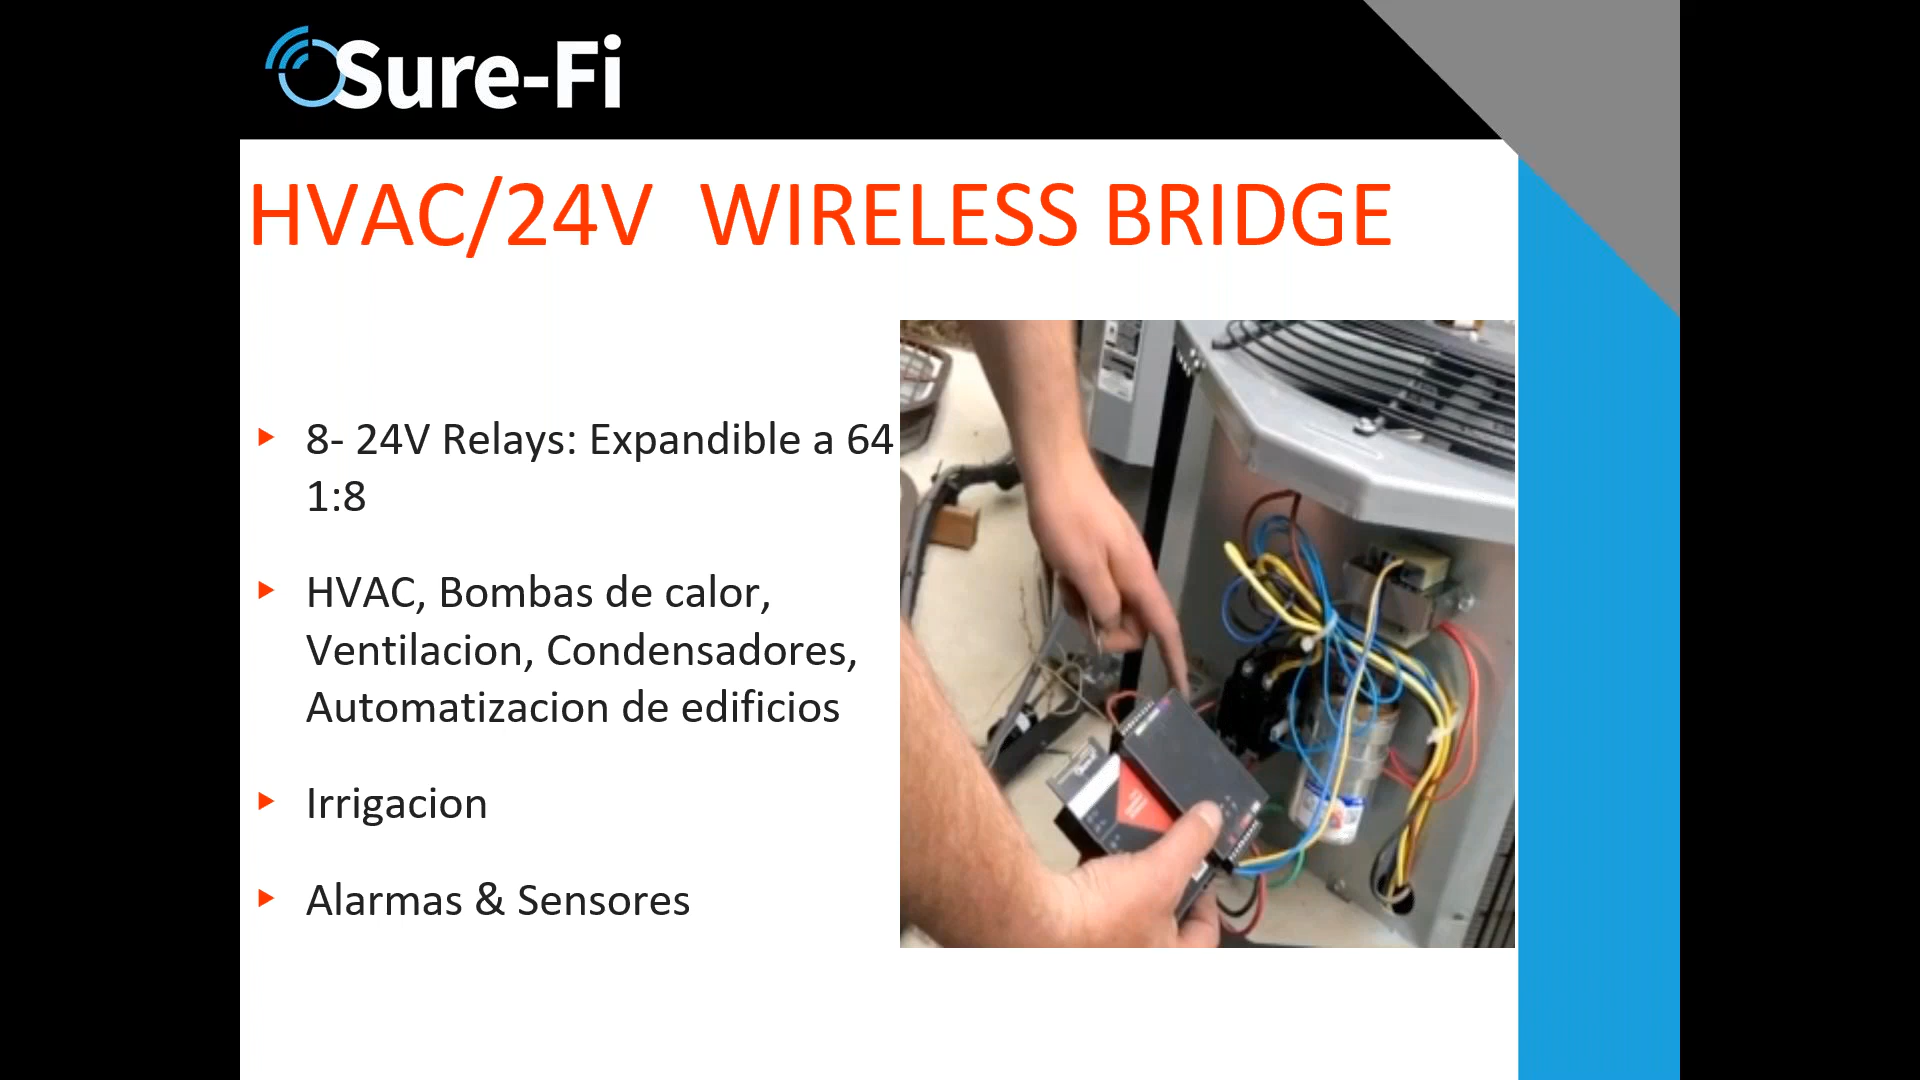 Sure-Fi
HVAC/24V WIRELESS BRIDGE
8- 24V Relays: Expandible a 64
1:8
HVAC, Bombas de calor,
Ventilacion, Condensadores,
Automatizacion de edificios
Irrigacion
Alarmas & Sensores